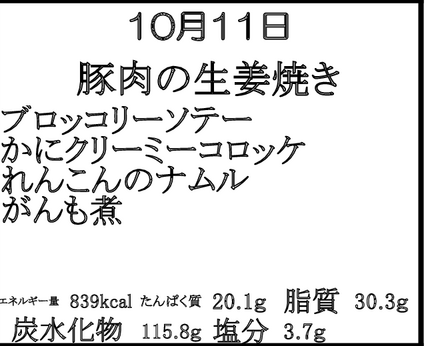 10月11日
豚肉の生姜焼き
ブロッコリーソテー
かにクリーミーコロッケ
れんこんのナムル
がんも煮
エネルギー量 839kcal たんぱく質 20.1g 脂質 30.3g
炭水化物 115.8g 塩分 3.7g